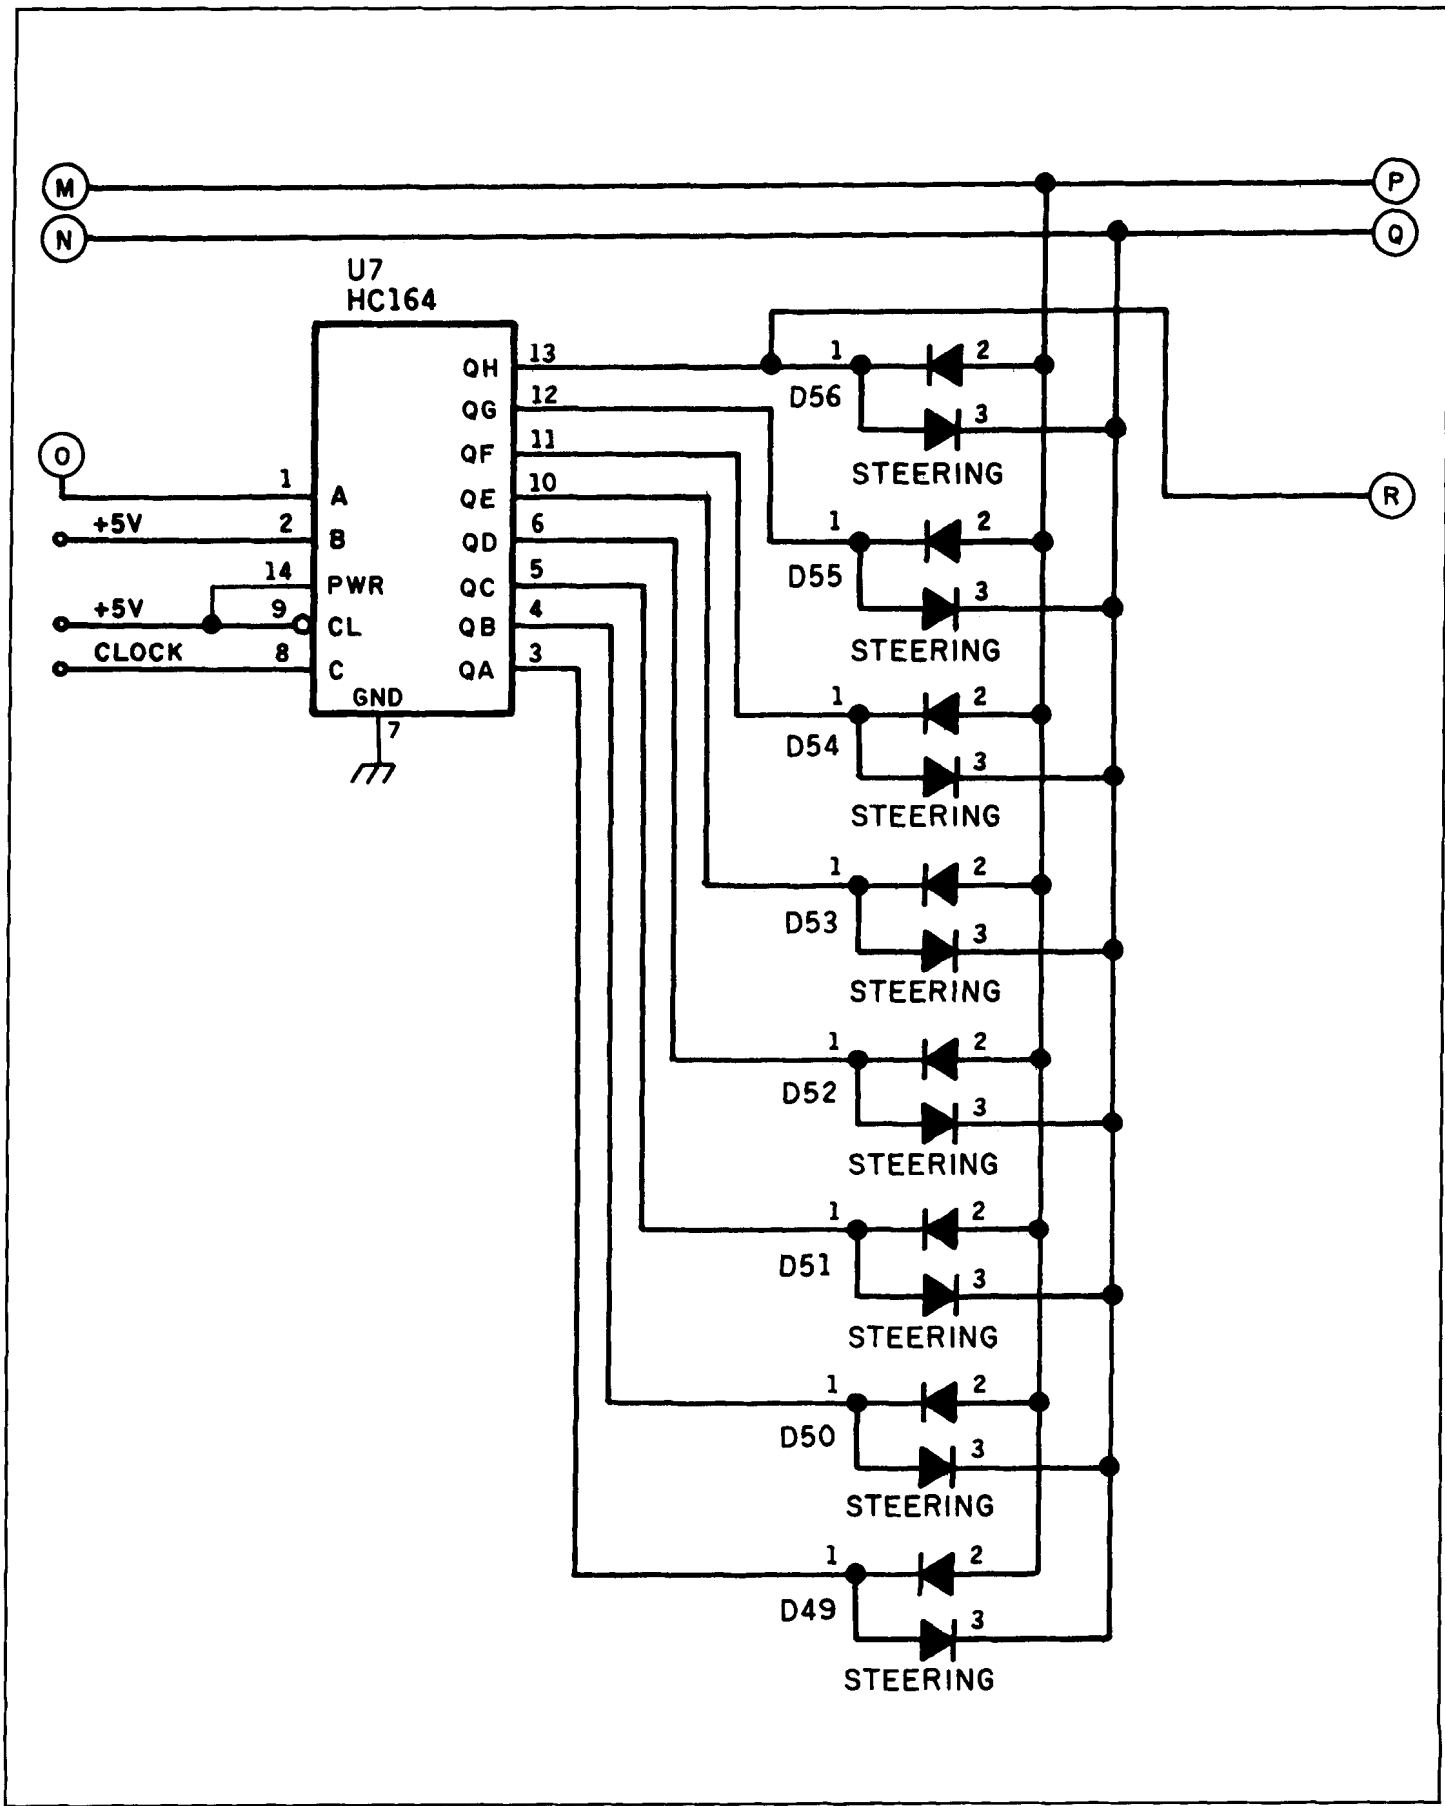 M
P
N
Q
U7
HC164
QH 13
1
2
D56
QG 12
3
QF 11
STEERING
O
1 A
QE 10
R
+5V 2 B
QD 6
1
2
14 PWR
QC 5
D55
+5V 9 CL
QB 4
3
CLOCK 8 C
QA 3
STEERING
GND
7
1
2
D54
3
STEERING
1
2
D53
3
STEERING
1
2
D52
3
STEERING
1
2
D51
3
STEERING
1
2
D50
3
STEERING
1
2
D49
3
STEERING